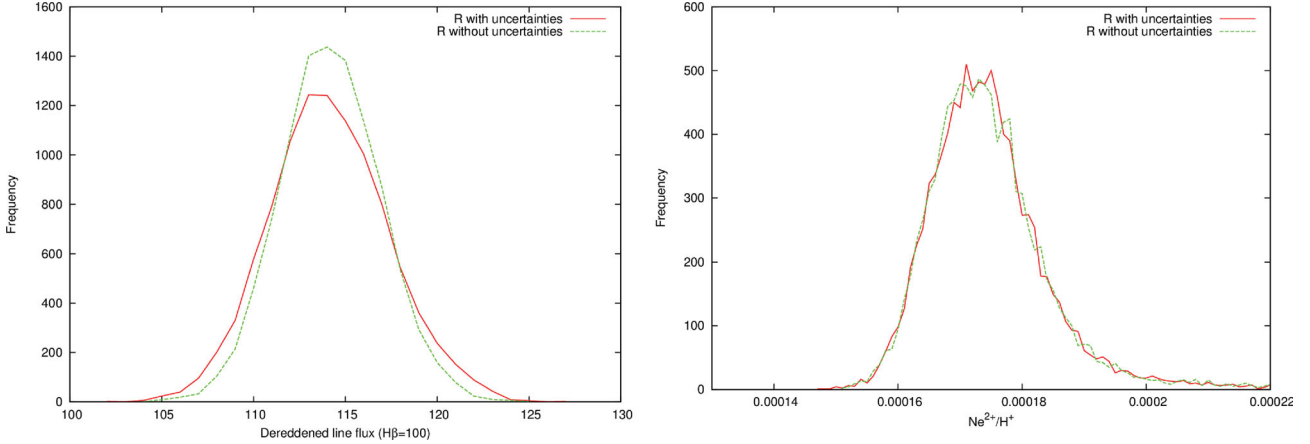 R with uncertainties
R without uncertainties
1600
1400
1200
1000
800
600
400
200
0
Frequency
100 105 110 115 120 125 130
Dereddened line flux (Hβ=100)
R with uncertainties
R without uncertainties
600
500
400
300
200
100
0
Frequency
0.00014 0.00016 0.00018 0.0002 0.00022
Ne²⁺/H⁺